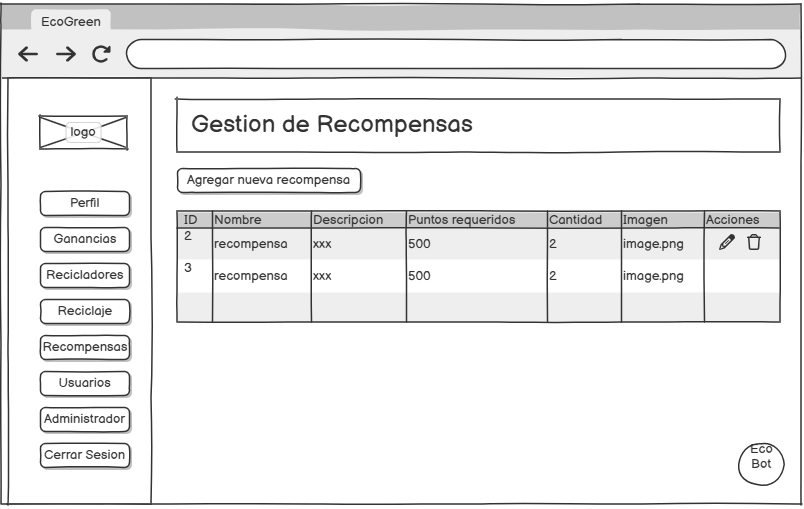 EcoGreen
logo
Perfil
Ganancias
Recicladores
Reciclaje
Recompensas
Usuarios
Administrador
Cerrar Sesion
Gestion de Recompensas
Agregar nueva recompensa
ID Nombre Descripcion Puntos requeridos Cantidad Imagen Acciones
2 recompensa xxx 500 2 image.png
3 recompensa xxx 500 2 image.png
Eco
Bot